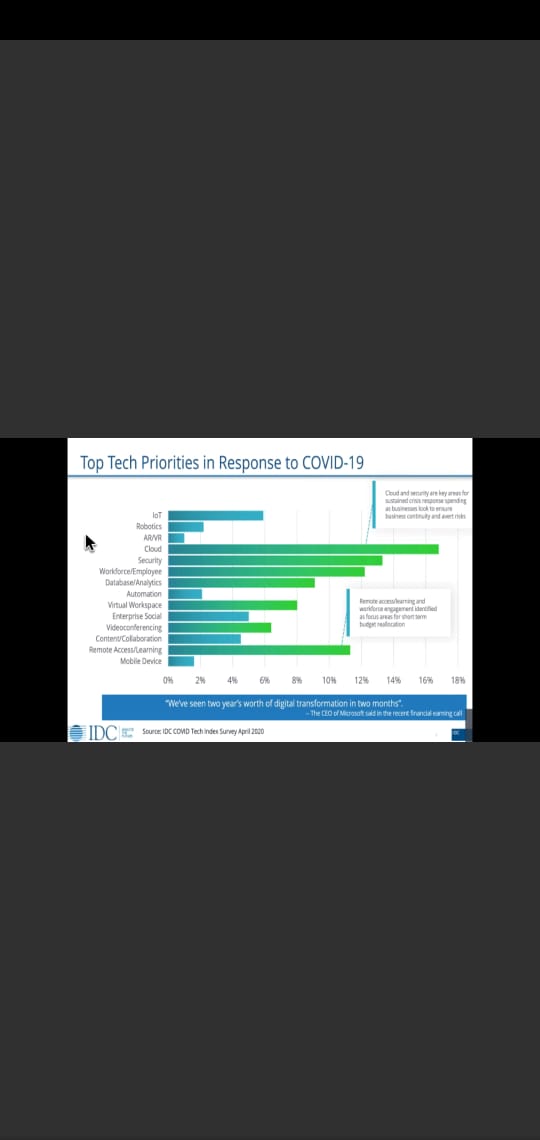 Top Tech Priorities in Response to COVID-19
Cloud and security are key areas for
sustained crisis response spending
as businesses look to ensure
business continuity and avert risks
IoT
Robotics
AR/VR
Cloud
Security
Workforce/Employee
Database/Analytics
Automation
Virtual Workspace
Enterprise Social
Videoconferencing
Content/Collaboration
Remote Access/Learning
Mobile Device
Remote access/learning and
workforce engagement identified
as focus areas for short term
budget reallocation
0% 2% 4% 6% 8% 10% 12% 14% 16% 18%
"We've seen two year's worth of digital transformation in two months".
– The CEO of Microsoft said in the recent financial earning call
IDC
Source: IDC COVID Tech Index Survey April 2020
IDC